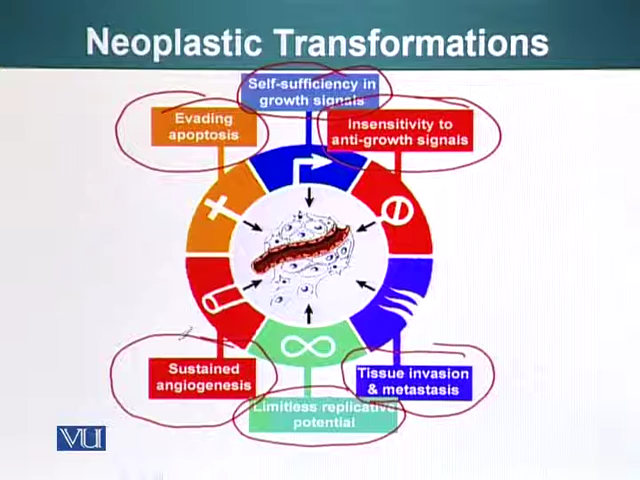 Neoplastic Transformations
Self-sufficiency in
growth signals
Evading
apoptosis
Insensitivity to
anti-growth signals
Sustained
angiogenesis
Tissue invasion
& metastasis
Limitless replicative
potential
VU